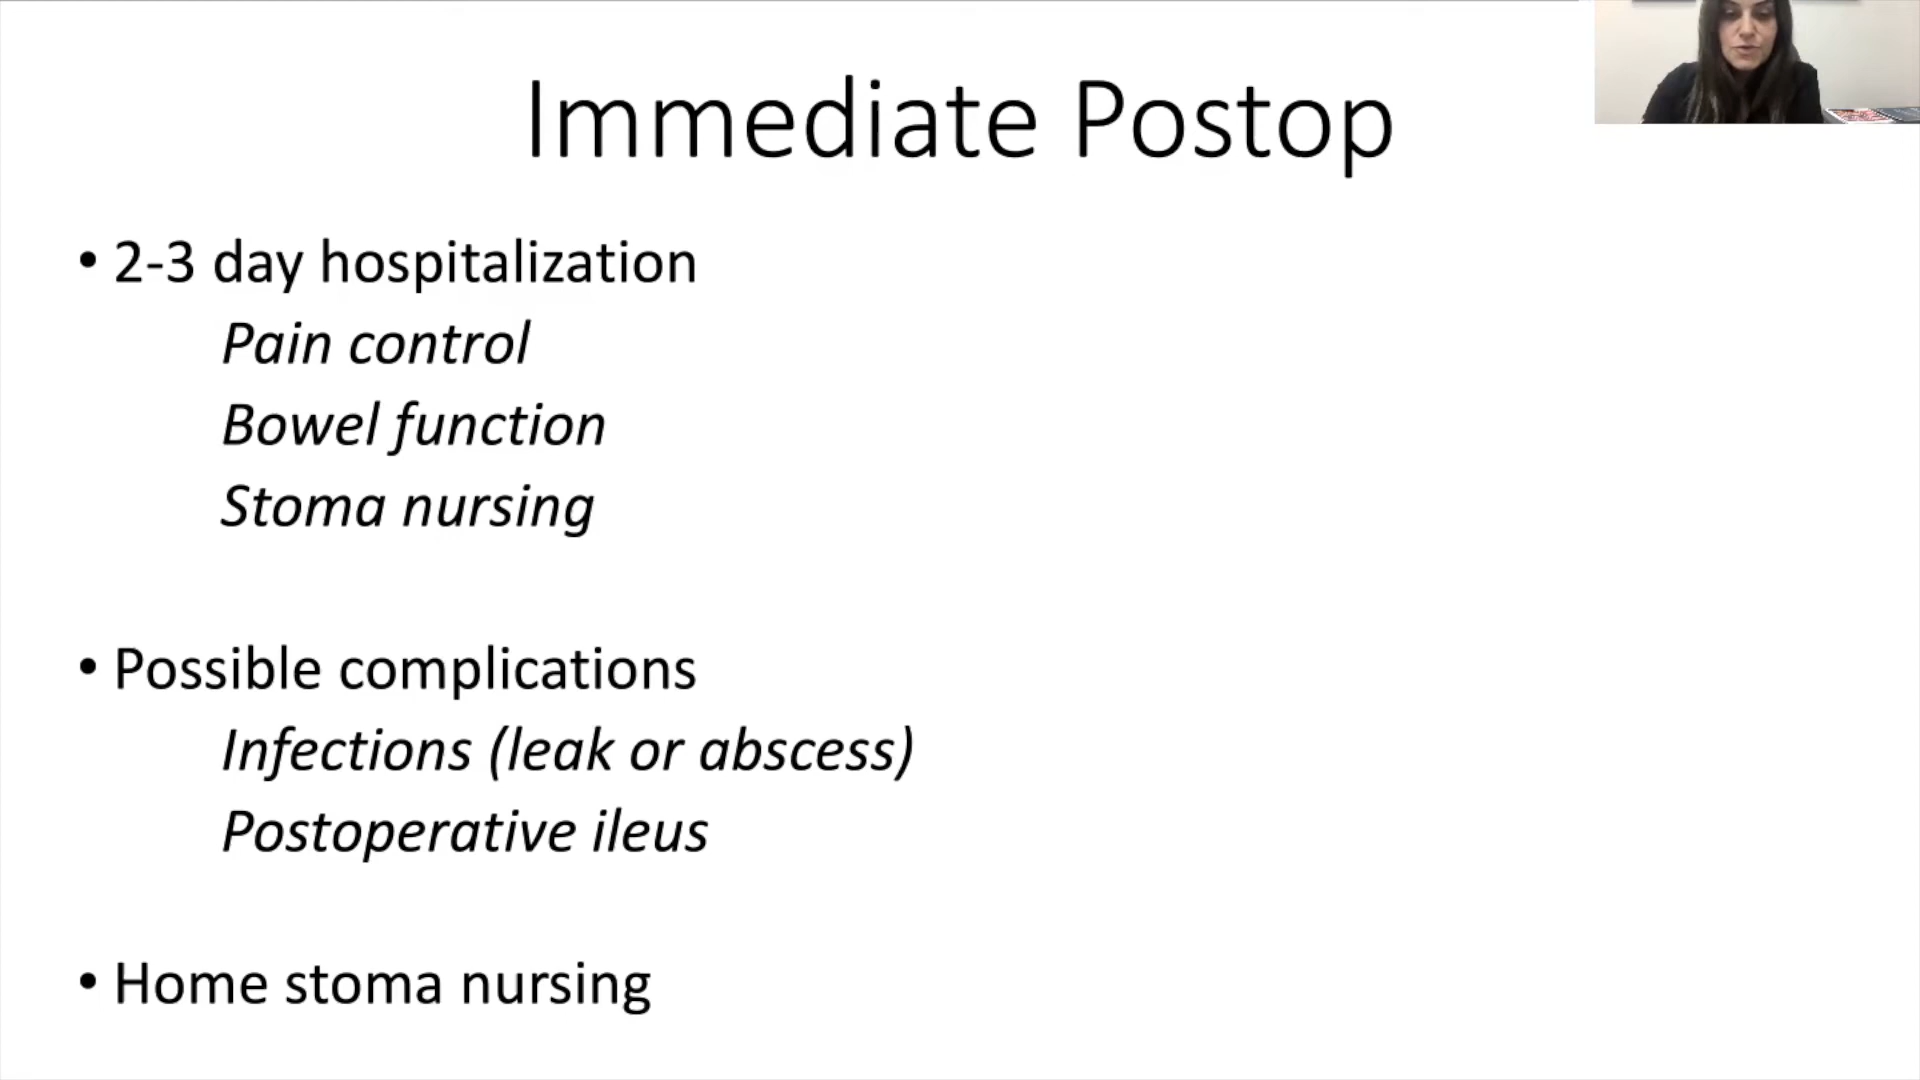 Immediate Postop
• 2-3 day hospitalization
Pain control
Bowel function
Stoma nursing
• Possible complications
Infections (leak or abscess)
Postoperative ileus
• Home stoma nursing